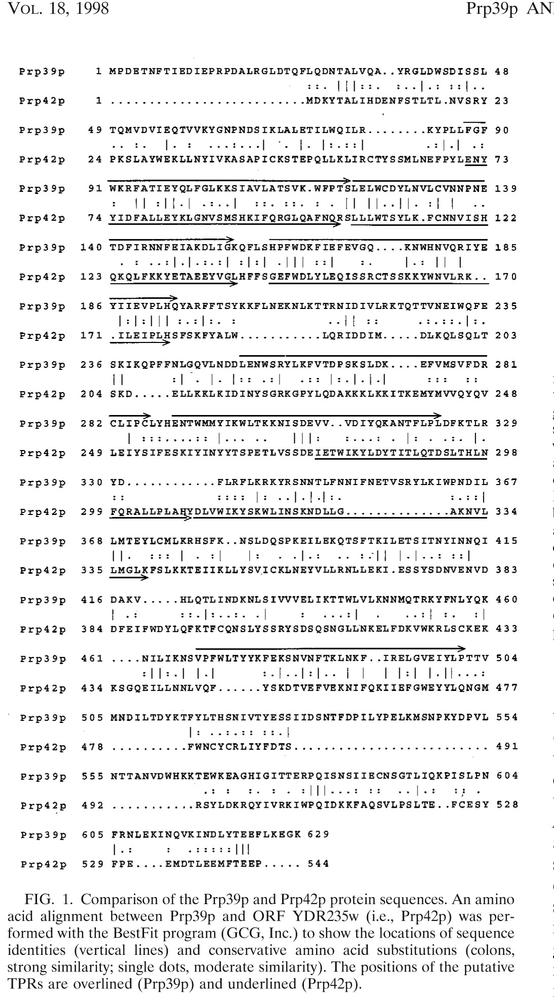 VOL. 18, 1998 Prp39p AN
Prp39p 1 MPDETNFTIEDIEPRPDALRGLDTQFLQDNTALVQA..YRGLDWSDISSL 48
::. |||::. :..|.: ::|..
Prp42p 1 .........................MDKYTALIHDENFSTLTL.NVSRY 23
Prp39p 49 TQMVDVIEQTVVKYGNPNDSIKLALETILWQILR........KYPLLFGF 90
.. :. |. : ...:...| . |. |:.::| .:|.| .:
Prp42p 24 PKSLAYWEKLLNYIVKASAPICKSTEPQLLKLIRCTYSSMLNEFPYLENY 73
Prp39p 91 WKRFATIEYQLFGLKKSIAVLATSVK.WFPTSLELWCDYLNVLCVNNPNE 139
: || :||.| .:..| ::. ::. : . || ||..||. :| | ..
Prp42p 74 YIDFALLEYKLGNVSMSHKIFQRGLQAFNQRSLLLWTSYLK.FCNNVISH 122
Prp39p 140 TDFIRNNFEIAKDLIGKQFLSHPFWDKFIEFEVGQ....KNWHNVQRIYE 185
. : ..:|.|.:.:| :|:| .||| ::| :. |.: || |
Prp42p 123 QKQLFKKYETAEEYVGLHFFSGEFWDLYLEQISSRCTSSKKYWNVLRK.. 170
Prp39p 186 YIIEVPLHQYARFFTSYKKFLNEKNLKTTRNIDIVLRKTQTTVNEIWQFE 235
|:|:||| :.:|:. : ..|| :: .:.::.|:.
Prp42p 171 .ILEIPLHSFSKFYALW...........LQRIDDIM.....DLKQLSQLT 203
Prp39p 236 SKIKQPFFNLGQVLNDDLENWSRYLKFVTDPSKSLDK....EFVMSVFDR 281
|| :| . |. |:: .:| .:: |:.|.|.| ::: ::
Prp42p 204 SKD.....ELLKKLKIDINYSGRKGPYLQDAKKKLKKITKEMYMVVQYQV 248
Prp39p 282 CLIPCLYHENTWMMYIKWLTKKNISDEVV..VDIYQKANTFLPLDFKTLR 329
| :::....:: |... .. |||: :....: . |: . .:. |.
Prp42p 249 LEIYSIFESKIYINYYTSPETLVSSDEIETWIKYLDYTITLQTDSLTHLN 298
Prp39p 330 YD............FLRFLKRKYRSNNTLFNNIFNETVSRYLKIWPNDIL 367
:: :::: |: ..|.|.|:. :.::|
Prp42p 299 FQRALLPLAHYDLVWIKYSKWLINSKNDLLG..............AKNVL 334
Prp39p 368 LMTEYLCMLKRHSFK..NSLDQSPKEILEKQTSFTKILETSITNYINNQI 415
||. ::: | . :| |: . .|.: .. ::.|| |.|..: ::|
Prp42p 335 LMGLKFSLKKTEIIKLLYSVICKLNEYVLLRNLLEKI.ESSYSDNVENVD 383
Prp39p 416 DAKV.....HLQTLINDKNLSIVVVELIKTTWLVLKNNMQTRKYFNLYQK 460
| .: ::.|:..:. .| : ...:| . ..:| :. :|
Prp42p 384 DFEIFWDYLQFKTFCQNSLYSSRYSDSQSNGLLNKELFDKVWKRLSCKEK 433
Prp39p 461 ....NILIKNSVPFWLTYYKFEKSNVNFTKLNKF..IRELGVEIYLPTTV 504
:||:.| |.| :.|..|:|.. | | | |:| |.||...:
Prp42p 434 KSGQEILLNNLVQF......YSKDTVEFVEKNIFQKIIEFGWEYYLQNGM 477
Prp39p 505 MNDILTDYKTFYLTHSNIVTYESSIIDSNTFDPILYPELKMSNPKYDPVL 554
|: ..:.:: ::.|
Prp42p 478 ..........FWNCYCRLIYFDTS.......................... 491
Prp39p 555 NTTANVDWHKKTEWKEAGHIGITTERPQISNSIIECNSGTLIQKPISLPN 604
.: : :. : . :|||...: :: ..|.: :: .
Prp42p 492 ...........RSYLDKRQYIVRKIWPQIDKKFAQSVLPSLTE..FCESY 528
Prp39p 605 FRNLEKINQVKINDLYTEEFLKEGK 629
|.: : .:::::|||
Prp42p 529 FPE....EMDTLEEMFTEEP..... 544
FIG. 1. Comparison of the Prp39p and Prp42p protein sequences. An amino
acid alignment between Prp39p and ORF YDR235w (i.e., Prp42p) was per-
formed with the BestFit program (GCG, Inc.) to show the locations of sequence
identities (vertical lines) and conservative amino acid substitutions (colons,
strong similarity; single dots, moderate similarity). The positions of the putative
TPRs are overlined (Prp39p) and underlined (Prp42p).